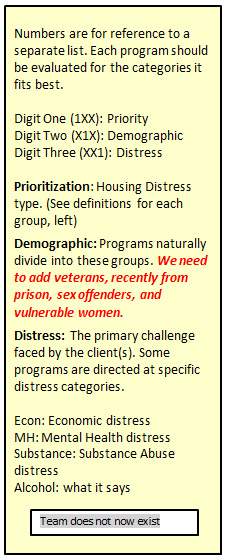 Numbers are for reference to a
separate list. Each program should
be evaluated for the categories it
fits best.
Digit One (1XX): Priority
Digit Two (X1X): Demographic
Digit Three (XX1): Distress
Prioritization: Housing Distress
type. (See definitions for each
group, left)
Demographic: Programs naturally
divide into these groups. We need
to add veterans, recently from
prison, sex offenders, and
vulnerable women.
Distress: The primary challenge
faced by the client(s). Some
programs are directed at specific
distress categories.
Econ: Economic distress
MH: Mental Health distress
Substance: Substance Abuse
distress
Alcohol: what it says
Team does not now exist